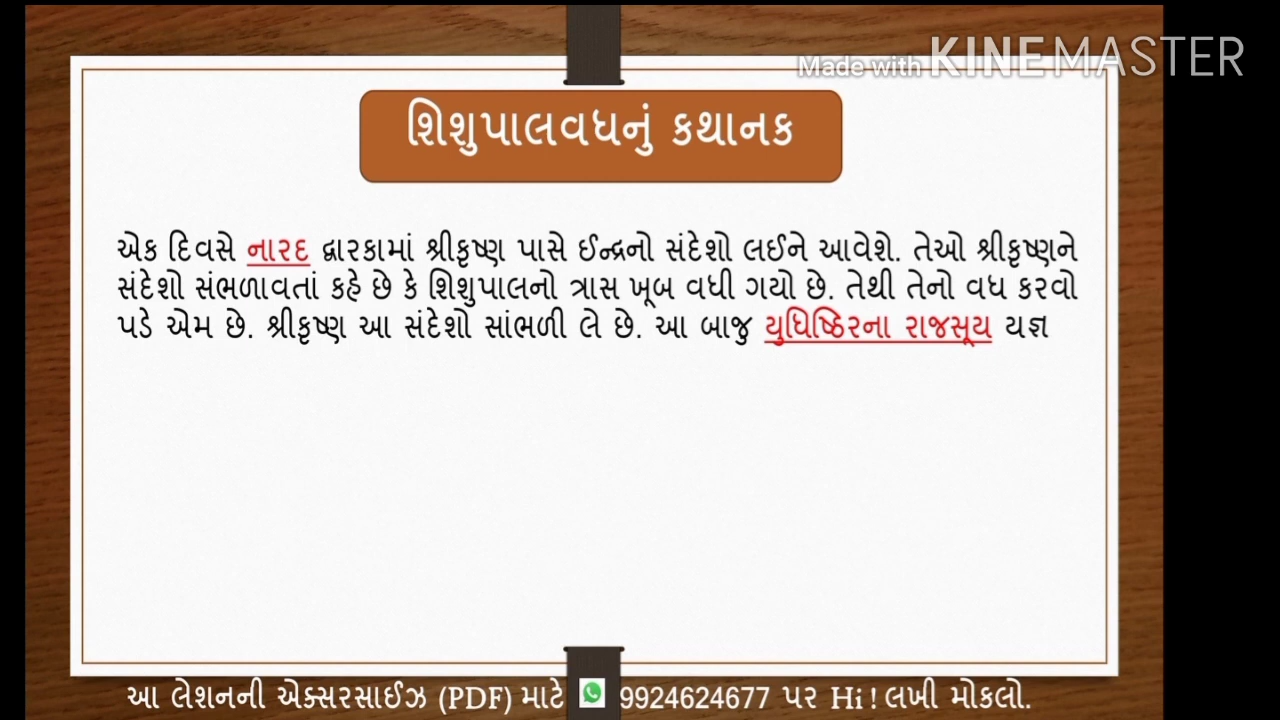 Made with KINEMASTER
શિશુપાલવધનું કથાનક
એક દિવસે નારદ દ્વારકામાં શ્રીકૃષ્ણ પાસે ઈન્દ્રનો સંદેશો લઈને આવેશે. તેઓ શ્રીકૃષ્ણને
સંદેશો સંભળાવતાં કહે છે કે શિશુપાલનો ત્રાસ ખૂબ વધી ગયો છે. તેથી તેનો વધ કરવો
પડે એમ છે. શ્રીકૃષ્ણ આ સંદેશો સાંભળી લે છે. આ બાજુ યુધિષ્ઠિરના રાજસૂય યજ્ઞ
આ લેશનની એક્સરસાઈઝ (PDF) માટે 9924624677 પર Hi ! લખી મોકલો.